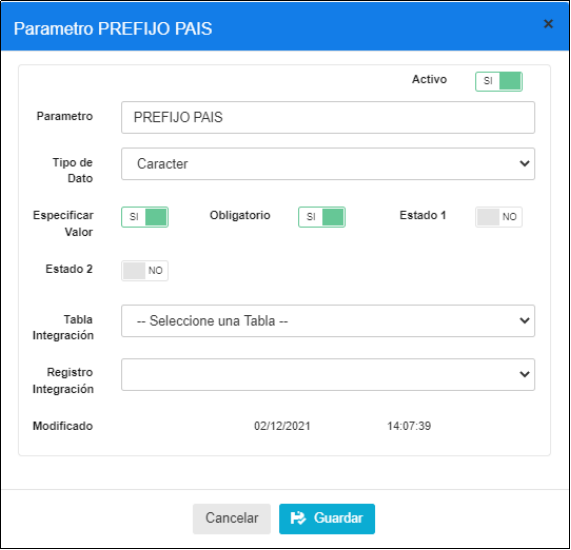 Parametro PREFIJO PAIS ×
Activo SI
Parametro PREFIJO PAIS
Tipo de Dato Caracter
Especificar Valor SI Obligatorio SI Estado 1 NO
Estado 2 NO
Tabla Integración -- Seleccione una Tabla --
Registro Integración
Modificado 02/12/2021 14:07:39
Cancelar Guardar